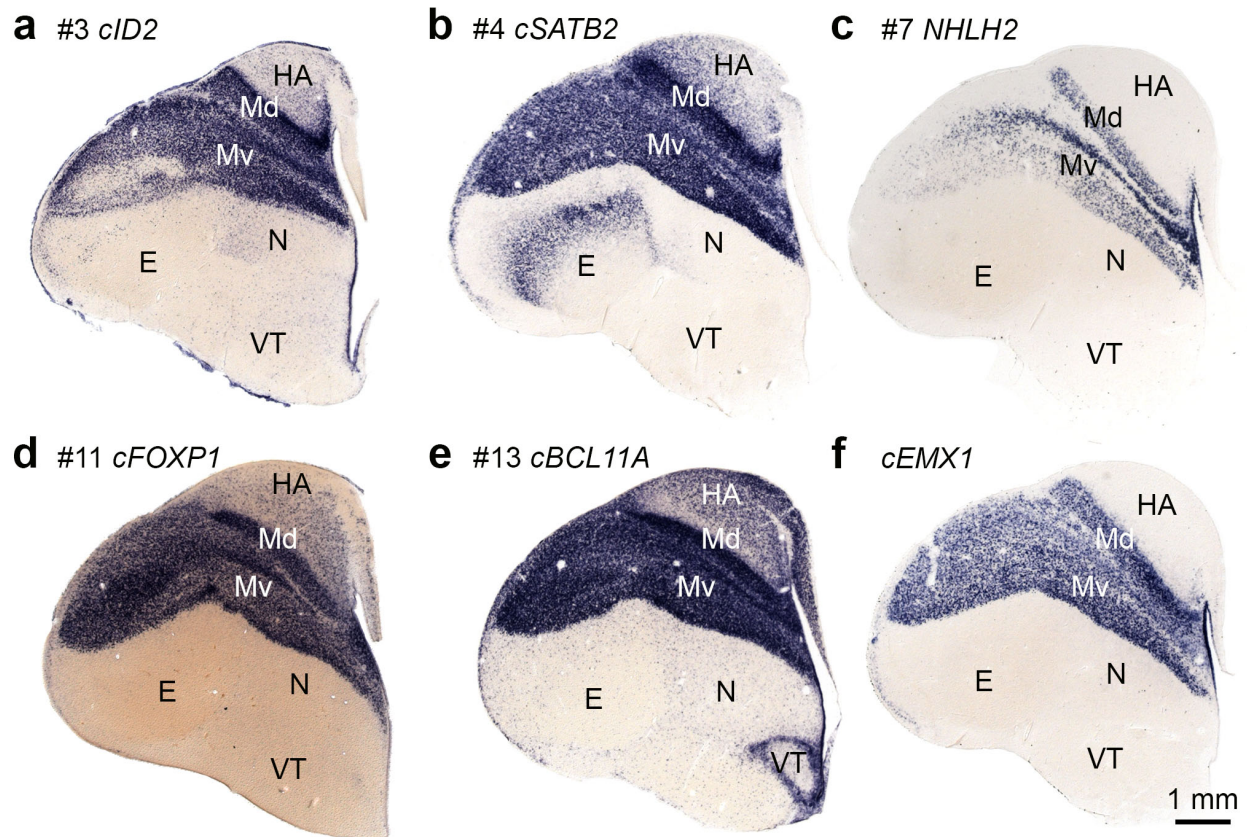 a #3 cID2
HA
Md
Mv
N
E
VT
b #4 cSATB2
HA
Md
Mv
N
E
VT
c #7 NHLH2
HA
Md
Mv
N
E
VT
d #11 cFOXP1
HA
Md
Mv
N
E
VT
e #13 cBCL11A
HA
Md
Mv
N
E
VT
f cEMX1
HA
Md
Mv
N
E
VT
1 mm